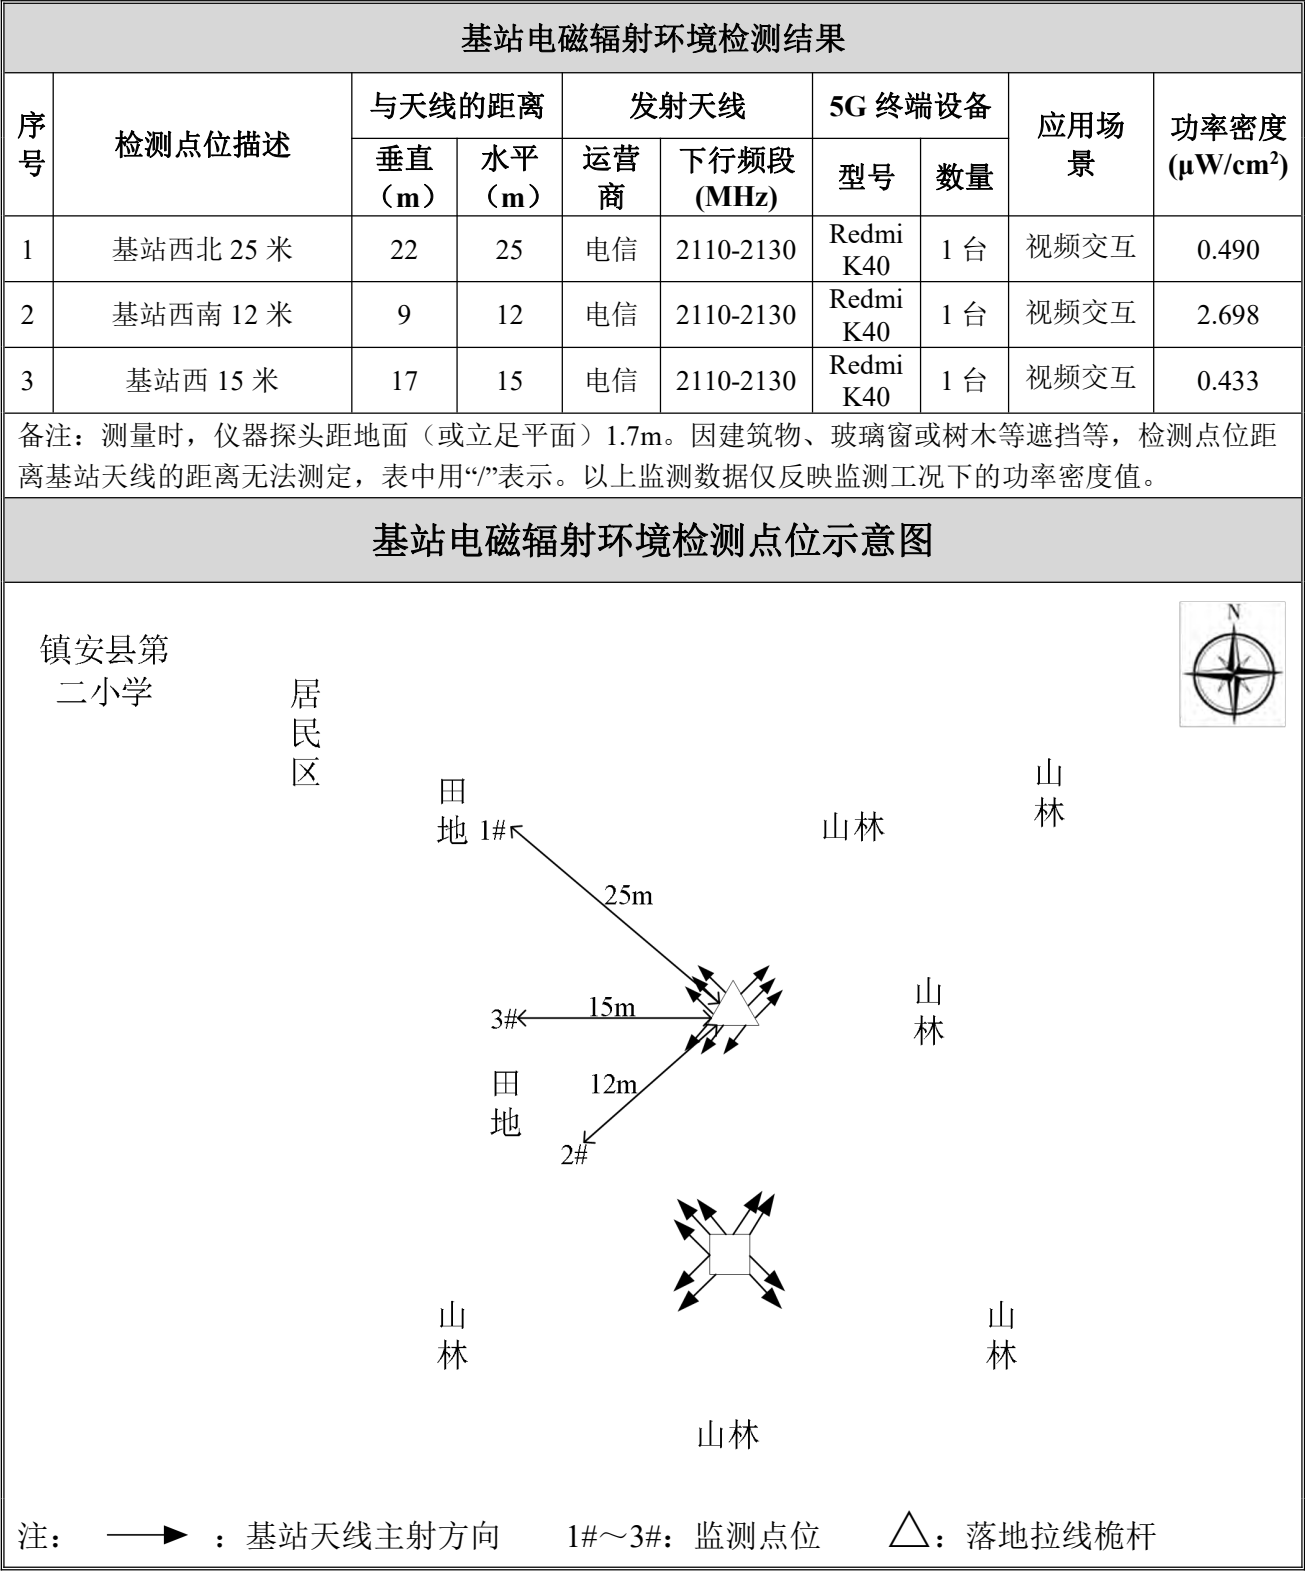 基站电磁辐射环境检测结果
序号 检测点位描述 与天线的距离 发射天线 5G 终端设备 应用场景 功率密度(μW/cm²)
垂直（m） 水平（m） 运营商 下行频段(MHz) 型号 数量
1 基站西北 25 米 22 25 电信 2110-2130 Redmi K40 1 台 视频交互 0.490
2 基站西南 12 米 9 12 电信 2110-2130 Redmi K40 1 台 视频交互 2.698
3 基站西 15 米 17 15 电信 2110-2130 Redmi K40 1 台 视频交互 0.433
备注：测量时，仪器探头距地面（或立足平面）1.7m。因建筑物、玻璃窗或树木等遮挡等，检测点位距
离基站天线的距离无法测定，表中用“/”表示。以上监测数据仅反映监测工况下的功率密度值。
基站电磁辐射环境检测点位示意图
N
镇安县第
二小学
居民区
田地
1#
山林
山林
25m
山林
15m
3#
12m
田地
2#
山林
山林
山林
注： ：基站天线主射方向 1#～3#：监测点位 ：落地拉线桅杆